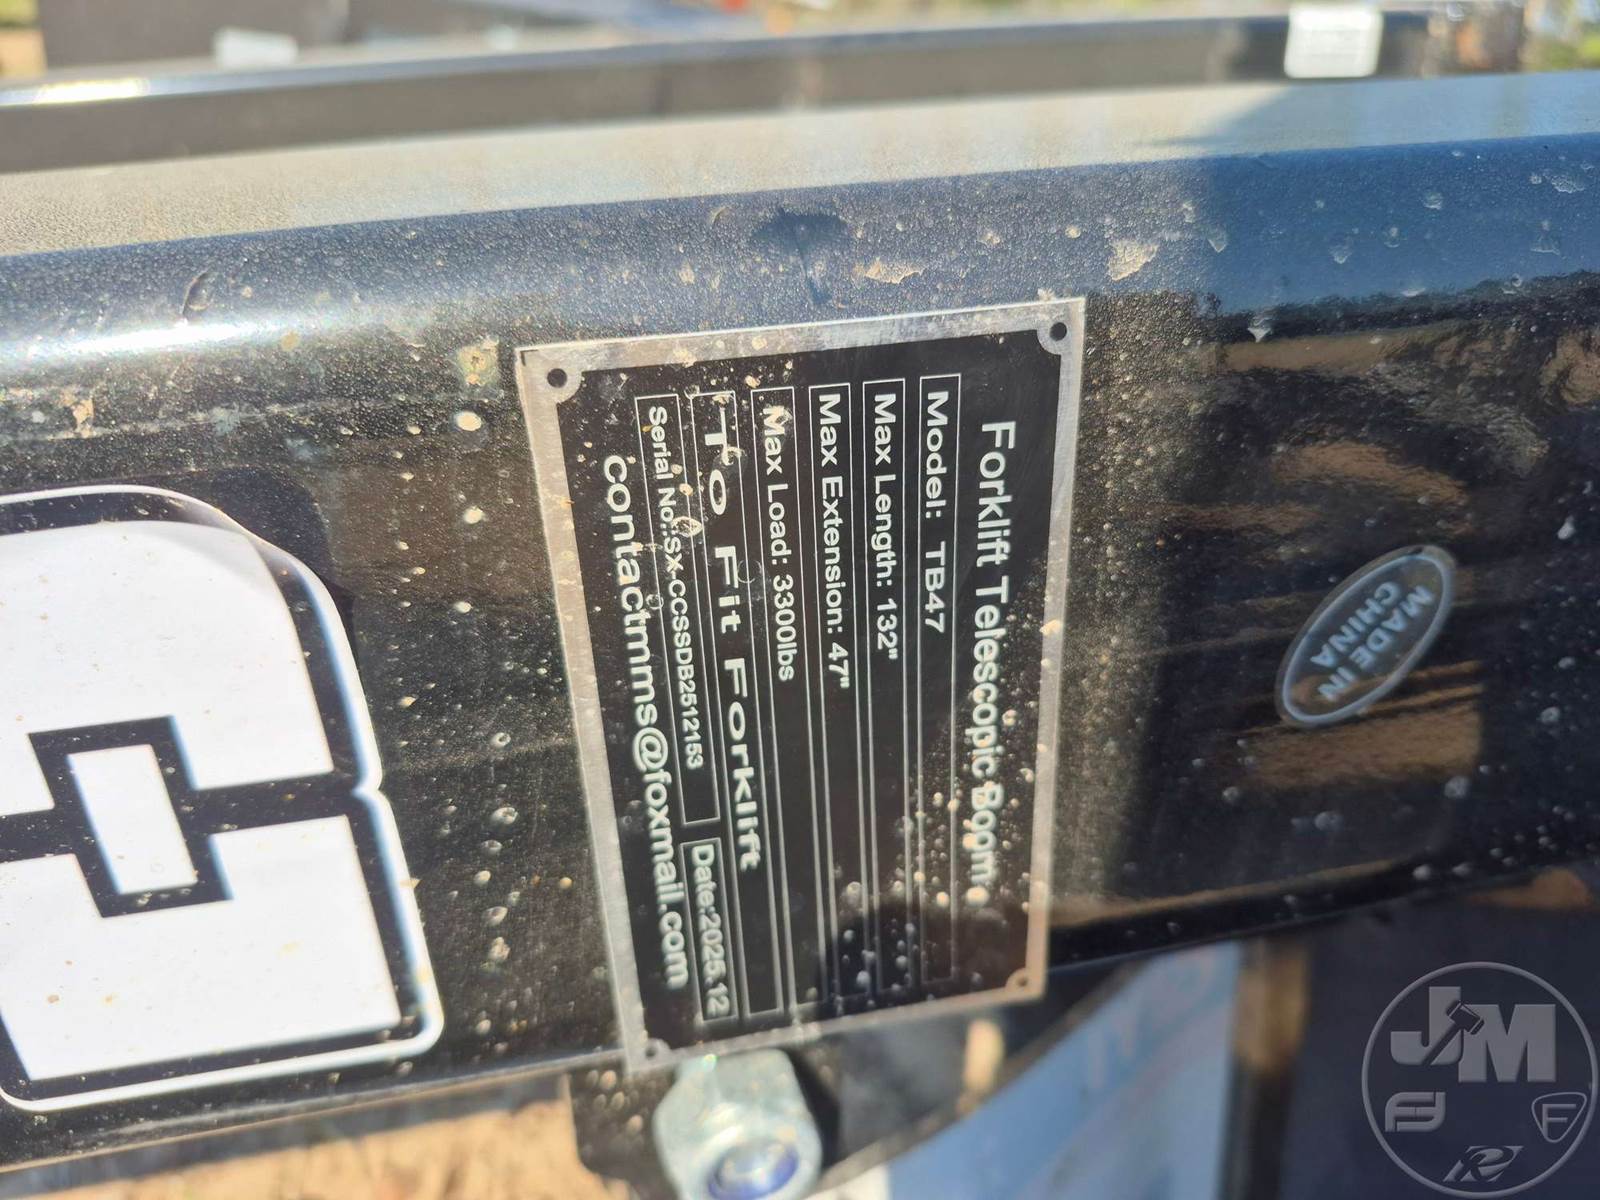 Forklift Telescopic Boom
Model: TB47
Max Length: 132"
Max Extension: 47"
Max Load: 3300lbs
To Fit Forklift
Serial No.:SX-CCSSDB2512153 Date:2025.12
contactmms@foxmail.com
MADE IN
CHINA
JM